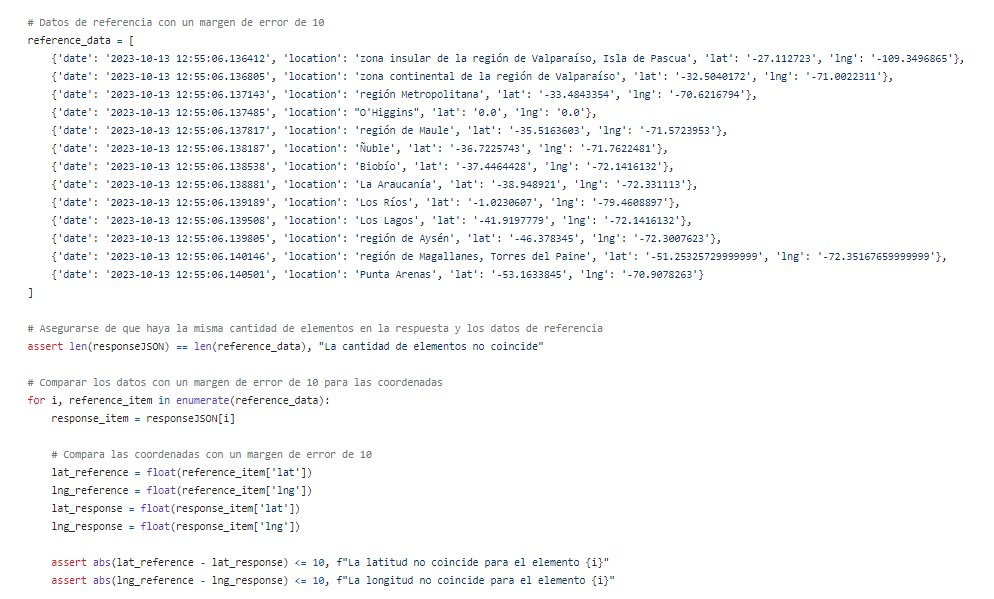 # Datos de referencia con un margen de error de 10
reference_data = [
    {'date': '2023-10-13 12:55:06.136412', 'location': 'zona insular de la región de Valparaíso, Isla de Pascua', 'lat': '-27.112723', 'lng': '-109.3496865'},
    {'date': '2023-10-13 12:55:06.136805', 'location': 'zona continental de la región de Valparaíso', 'lat': '-32.5040172', 'lng': '-71.0022311'},
    {'date': '2023-10-13 12:55:06.137143', 'location': 'región Metropolitana', 'lat': '-33.4843354', 'lng': '-70.6216794'},
    {'date': '2023-10-13 12:55:06.137485', 'location': "O'Higgins", 'lat': '0.0', 'lng': '0.0'},
    {'date': '2023-10-13 12:55:06.137817', 'location': 'región de Maule', 'lat': '-35.5163603', 'lng': '-71.5723953'},
    {'date': '2023-10-13 12:55:06.138187', 'location': 'Ñuble', 'lat': '-36.7225743', 'lng': '-71.7622481'},
    {'date': '2023-10-13 12:55:06.138538', 'location': 'Biobío', 'lat': '-37.4464428', 'lng': '-72.1416132'},
    {'date': '2023-10-13 12:55:06.138881', 'location': 'La Araucanía', 'lat': '-38.948921', 'lng': '-72.331113'},
    {'date': '2023-10-13 12:55:06.139189', 'location': 'Los Ríos', 'lat': '-1.0230607', 'lng': '-79.4608897'},
    {'date': '2023-10-13 12:55:06.139508', 'location': 'Los Lagos', 'lat': '-41.9197779', 'lng': '-72.1416132'},
    {'date': '2023-10-13 12:55:06.139805', 'location': 'región de Aysén', 'lat': '-46.378345', 'lng': '-72.3007623'},
    {'date': '2023-10-13 12:55:06.140146', 'location': 'región de Magallanes, Torres del Paine', 'lat': '-51.25325729999999', 'lng': '-72.35167659999999'},
    {'date': '2023-10-13 12:55:06.140501', 'location': 'Punta Arenas', 'lat': '-53.1633845', 'lng': '-70.9078263'}
]
# Asegurarse de que haya la misma cantidad de elementos en la respuesta y los datos de referencia
assert len(responseJSON) == len(reference_data), "La cantidad de elementos no coincide"
# Comparar los datos con un margen de error de 10 para las coordenadas
for i, reference_item in enumerate(reference_data):
    response_item = responseJSON[i]
    # Compara las coordenadas con un margen de error de 10
    lat_reference = float(reference_item['lat'])
    lng_reference = float(reference_item['lng'])
    lat_response = float(response_item['lat'])
    lng_response = float(response_item['lng'])
    assert abs(lat_reference - lat_response) <= 10, f"La latitud no coincide para el elemento {i}"
    assert abs(lng_reference - lng_response) <= 10, f"La longitud no coincide para el elemento {i}"